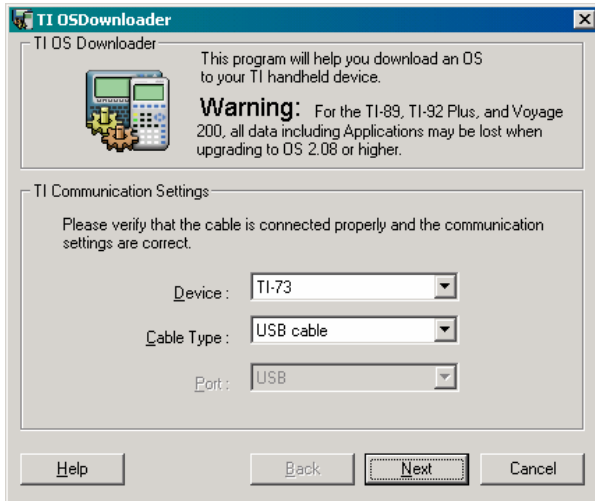 TI OSDownloader
TI OS Downloader
This program will help you download an OS
to your TI handheld device.
Warning: For the TI-89, TI-92 Plus, and Voyage
200, all data including Applications may be lost when
upgrading to OS 2.08 or higher.
TI Communication Settings
Please verify that the cable is connected properly and the communication
settings are correct.
Device : TI-73
Cable Type : USB cable
Port : USB
Help Back Next Cancel